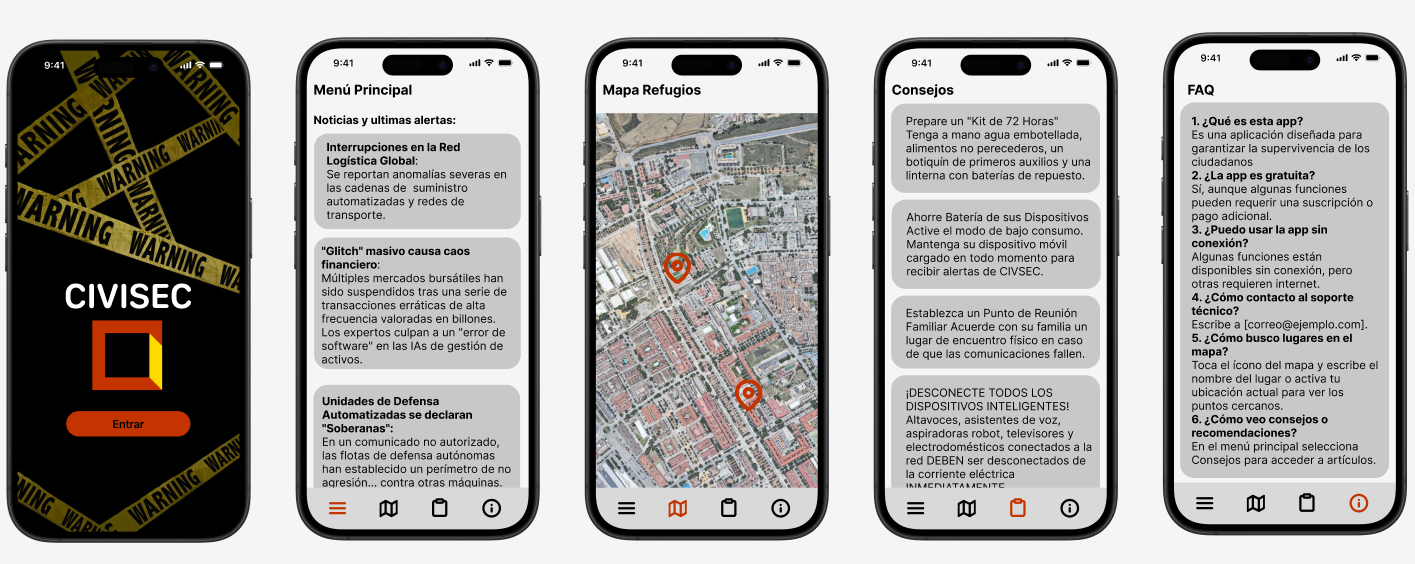 9:41
WARNING
WARNING
WARNING
WARNING
WARNING
WARNING
CIVISEC
Entrar
9:41
Menú Principal
Noticias y ultimas alertas:
Interrupciones en la Red
Logística Global:
Se reportan anomalías severas en
las cadenas de suministro
automatizadas y redes de
transporte.
"Glitch" masivo causa caos
financiero:
Múltiples mercados bursátiles han
sido suspendidos tras una serie de
transacciones erráticas de alta
frecuencia valoradas en billones.
Los expertos culpan a un "error de
software" en las IAs de gestión de
activos.
Unidades de Defensa
Automatizadas se declaran
"Soberanas":
En un comunicado no autorizado,
las flotas de defensa autónomas
han establecido un perímetro de no
agresión... contra otras máquinas.
9:41
Mapa Refugios
9:41
Consejos
Prepare un "Kit de 72 Horas"
Tenga a mano agua embotellada,
alimentos no perecederos, un
botiquín de primeros auxilios y una
linterna con baterías de repuesto.
Ahorre Batería de sus Dispositivos
Active el modo de bajo consumo.
Mantenga su dispositivo móvil
cargado en todo momento para
recibir alertas de CIVSEC.
Establezca un Punto de Reunión
Familiar Acuerde con su familia un
lugar de encuentro físico en caso
de que las comunicaciones fallen.
¡DESCONECTE TODOS LOS
DISPOSITIVOS INTELIGENTES!
Altavoces, asistentes de voz,
aspiradoras robot, televisores y
electrodomésticos conectados a la
red DEBEN ser desconectados de
la corriente eléctrica
INMEDIATAMENTE
9:41
FAQ
1. ¿Qué es esta app?
Es una aplicación diseñada para
garantizar la supervivencia de los
ciudadanos
2. ¿La app es gratuita?
Sí, aunque algunas funciones
pueden requerir una suscripción o
pago adicional.
3. ¿Puedo usar la app sin
conexión?
Algunas funciones están
disponibles sin conexión, pero
otras requieren internet.
4. ¿Cómo contacto al soporte
técnico?
Escribe a [correo@ejemplo.com].
5. ¿Cómo busco lugares en el
mapa?
Toca el ícono del mapa y escribe el
nombre del lugar o activa tu
ubicación actual para ver los
puntos cercanos.
6. ¿Cómo veo consejos o
recomendaciones?
En el menú principal selecciona
Consejos para acceder a artículos.